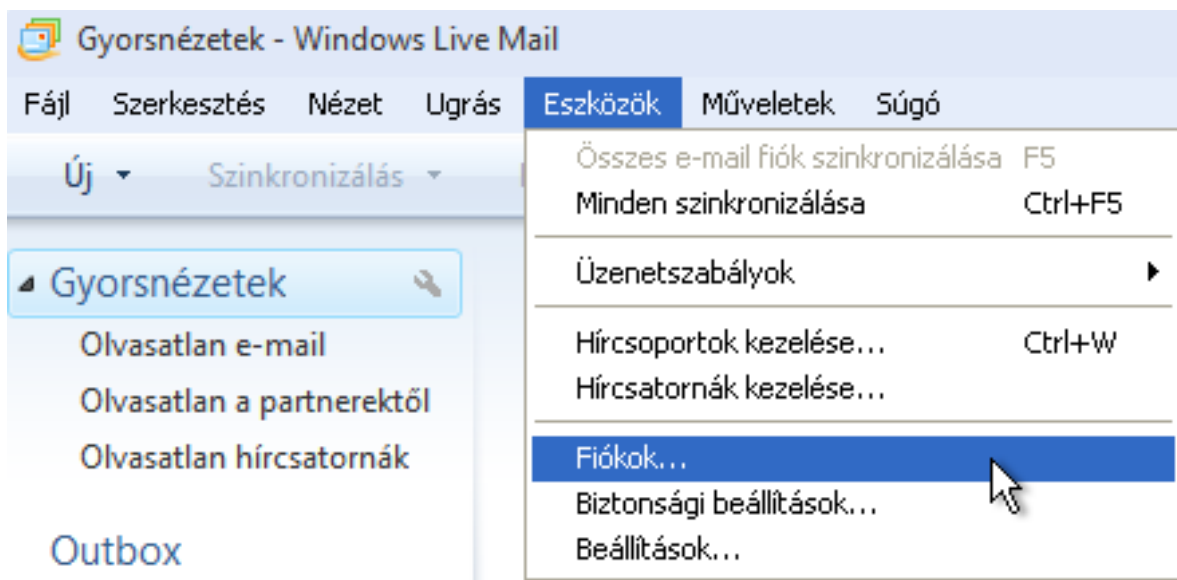 Gyorsnézetek - Windows Live Mail
Fájl Szerkesztés Nézet Ugrás Eszközök Műveletek Súgó
Új Szinkronizálás
Összes e-mail fiók szinkronizálása F5
Minden szinkronizálása Ctrl+F5
Üzenetszabályok
Hírcsoportok kezelése... Ctrl+W
Hírcsatornák kezelése...
Fiókok...
Biztonsági beállítások...
Beállítások...
Gyorsnézetek
Olvasatlan e-mail
Olvasatlan a partnerektől
Olvasatlan hírcsatornák
Outbox